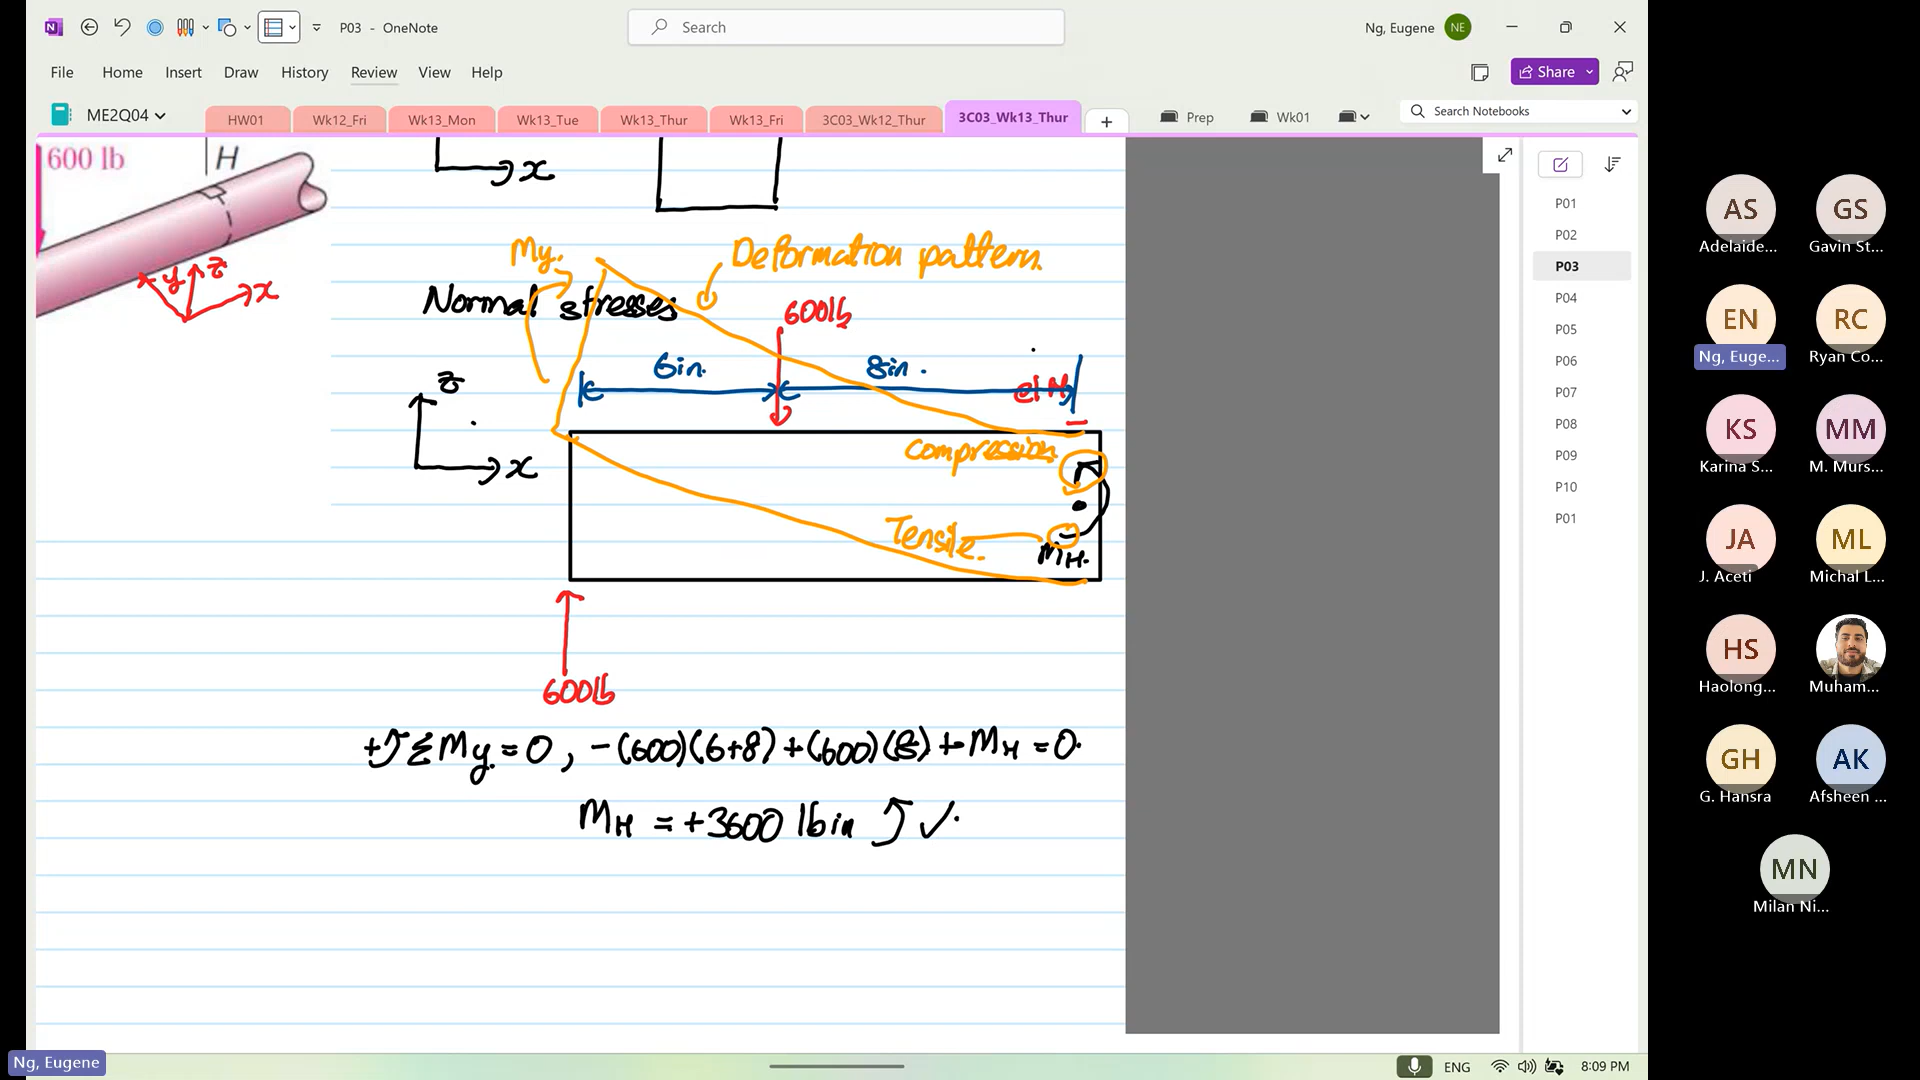 P03 - OneNote
Search
Ng, Eugene
NE
File Home Insert Draw History Review View Help
Share
ME2Q04
HW01
Wk12_Fri
Wk13_Mon
Wk13_Tue
Wk13_Thur
Wk13_Fri
3C03_Wk12_Thur
3C03_Wk13_Thur
+
Prep
Wk01
Search Notebooks
600 lb
H
x
y
z
x
My.
Deformation pattern.
Normal stresses
600lb
6in.
8in.
z
x
Compression
Tensile.
MH.
600lb
+ΣMy=0, -(600)(6+8)+(600)(8)+MH=0.
MH = +3600 lbin ✓
P01
P02
P03
P04
P05
P06
P07
P08
P09
P10
P01
AS
Adelaide...
GS
Gavin St...
EN
Ng, Euge...
RC
Ryan Co...
KS
Karina S...
MM
M. Murs...
JA
J. Aceti
ML
Michal L...
HS
Haolong...
Muham...
GH
G. Hansra
AK
Afsheen ...
MN
Milan Ni...
Ng, Eugene
ENG
8:09 PM